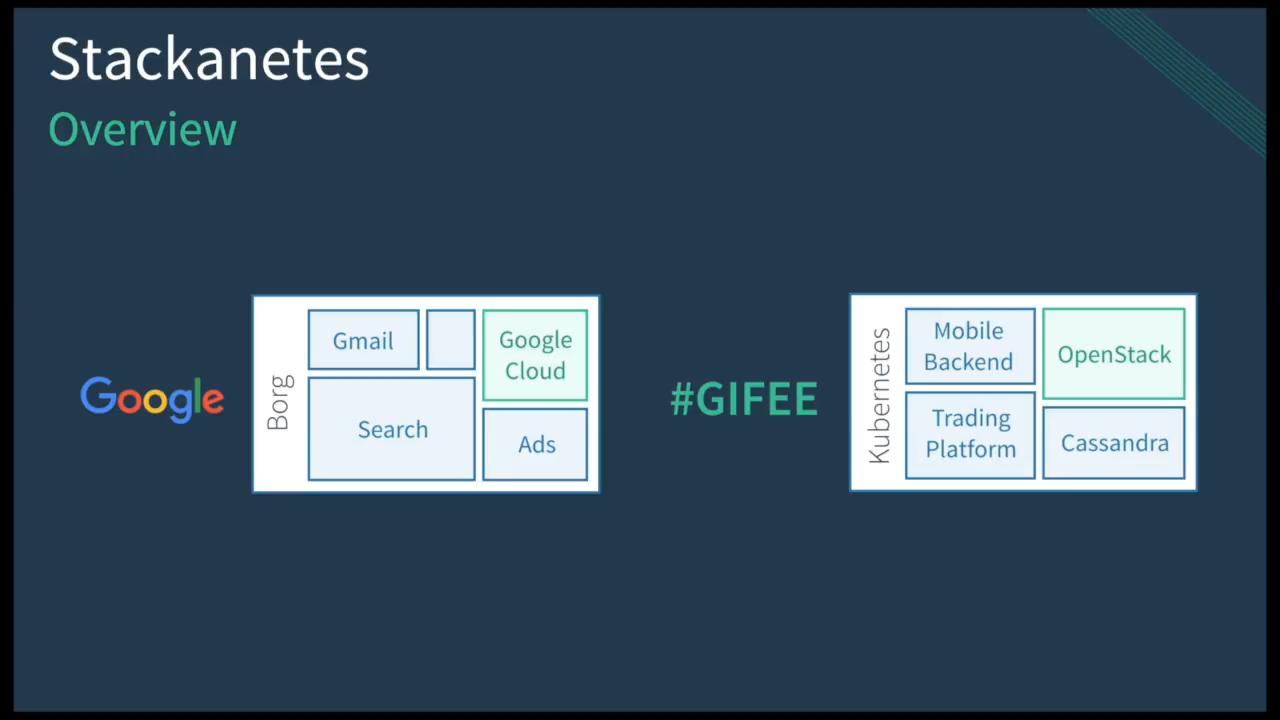 Stackanetes
Overview
Google
Borg
Gmail
Google
Cloud
Search
Ads
#GIFEE
Kubernetes
Mobile
Backend
OpenStack
Trading
Platform
Cassandra